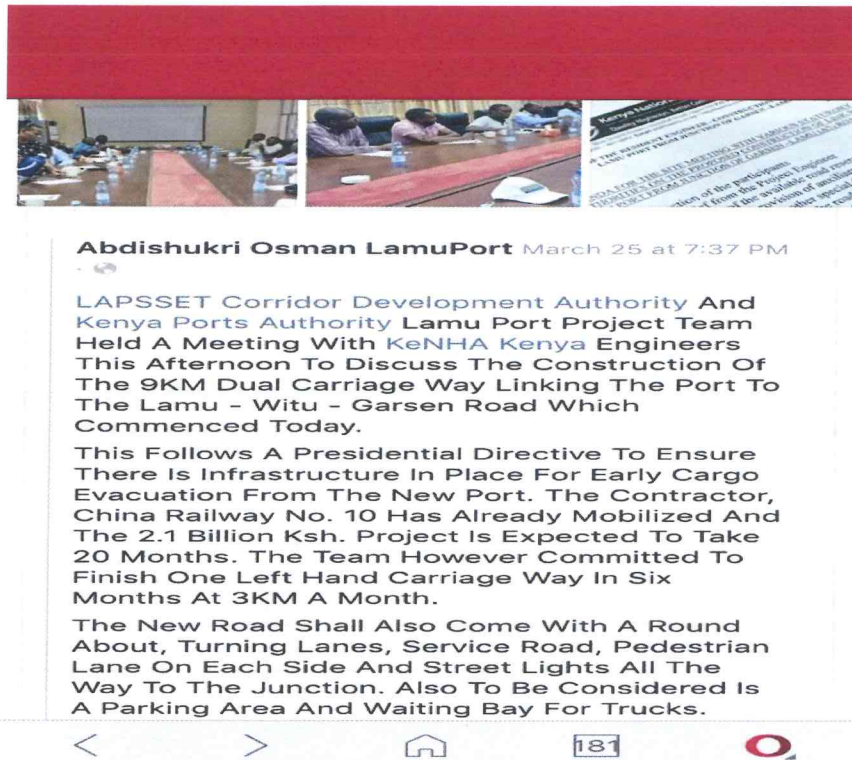 Kenya Nation
Abdishukri Osman LamuPort March 25 at 7:37 PM
LAPSSET Corridor Development Authority And
Kenya Ports Authority Lamu Port Project Team
Held A Meeting With KeNHA Kenya Engineers
This Afternoon To Discuss The Construction Of
The 9KM Dual Carriage Way Linking The Port To
The Lamu - Witu - Garsen Road Which
Commenced Today.
This Follows A Presidential Directive To Ensure
There Is Infrastructure In Place For Early Cargo
Evacuation From The New Port. The Contractor,
China Railway No. 10 Has Already Mobilized And
The 2.1 Billion Ksh. Project Is Expected To Take
20 Months. The Team However Committed To
Finish One Left Hand Carriage Way In Six
Months At 3KM A Month.
The New Road Shall Also Come With A Round
About, Turning Lanes, Service Road, Pedestrian
Lane On Each Side And Street Lights All The
Way To The Junction. Also To Be Considered Is
A Parking Area And Waiting Bay For Trucks.
181